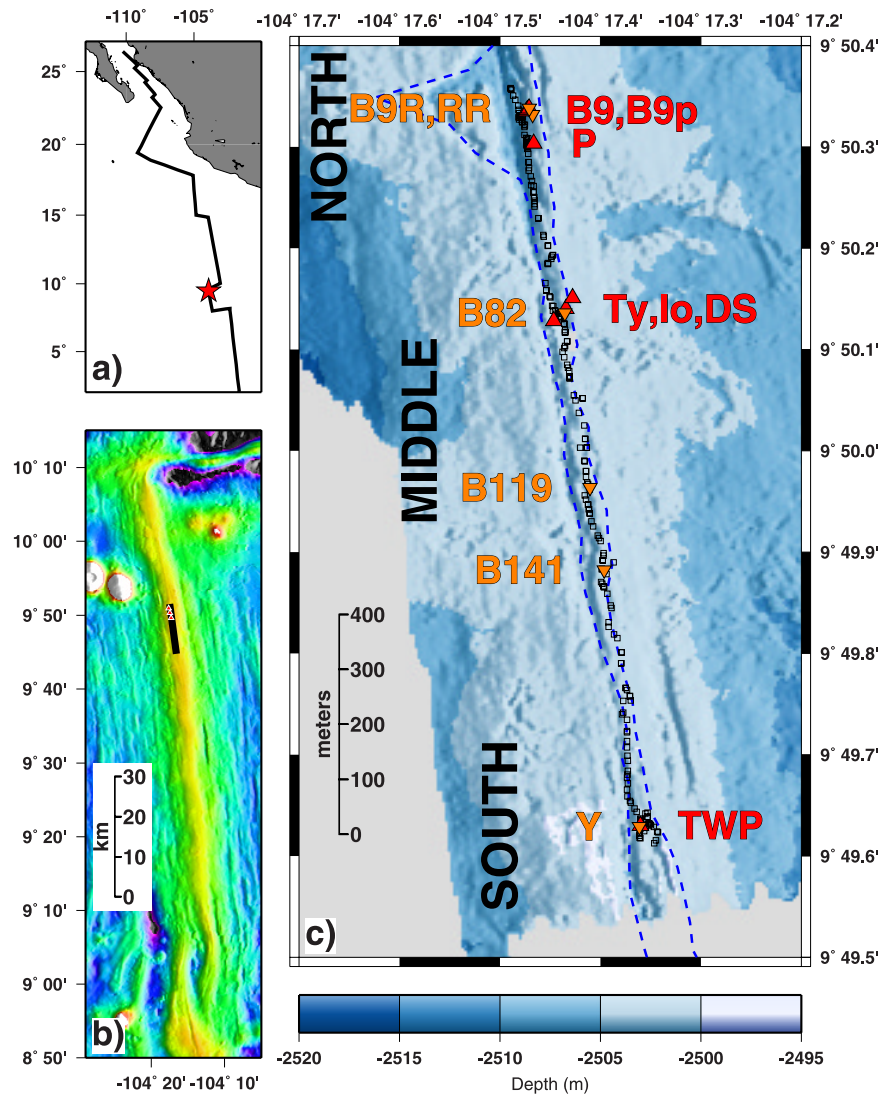 -110° -105°
25°
20°
15°
10°
5°
a)
10° 10'
10° 00'
9° 50'
9° 40'
9° 30'
9° 20'
9° 10'
9° 00'
8° 50'
30
20
10
0
km
b)
-104° 20' -104° 10'
-104° 17.7' -104° 17.6' -104° 17.5' -104° 17.4' -104° 17.3' -104° 17.2'
9° 50.4'
9° 50.3'
9° 50.2'
9° 50.1'
9° 50.0'
9° 49.9'
9° 49.8'
9° 49.7'
9° 49.6'
9° 49.5'
NORTH
MIDDLE
SOUTH
B9R,RR
B9,B9p
P
B82
Ty,Io,DS
B119
B141
Y
TWP
400
300
200
100
0
meters
c)
-2520 -2515 -2510 -2505 -2500 -2495
Depth (m)